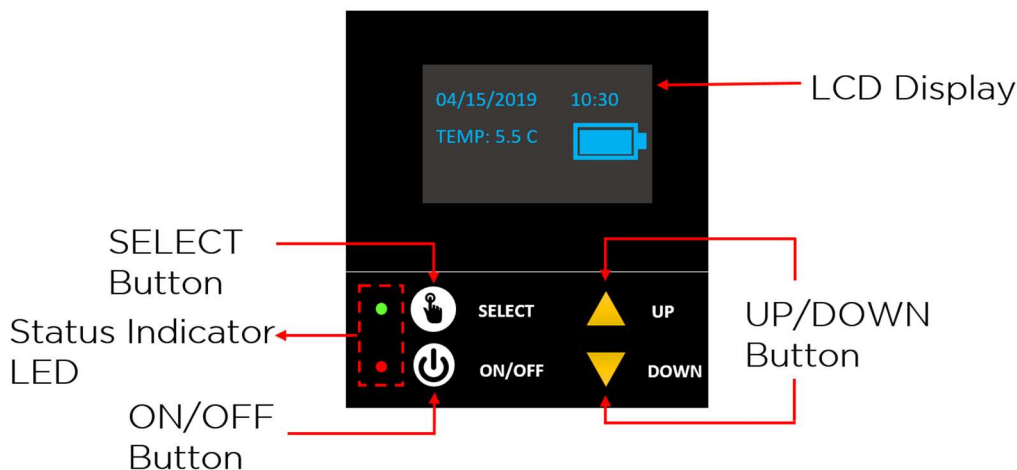 04/15/2019 10:30
TEMP: 5.5 C
LCD Display
SELECT
Button
SELECT
UP
Status Indicator
LED
UP/DOWN
Button
ON/OFF
DOWN
ON/OFF
Button